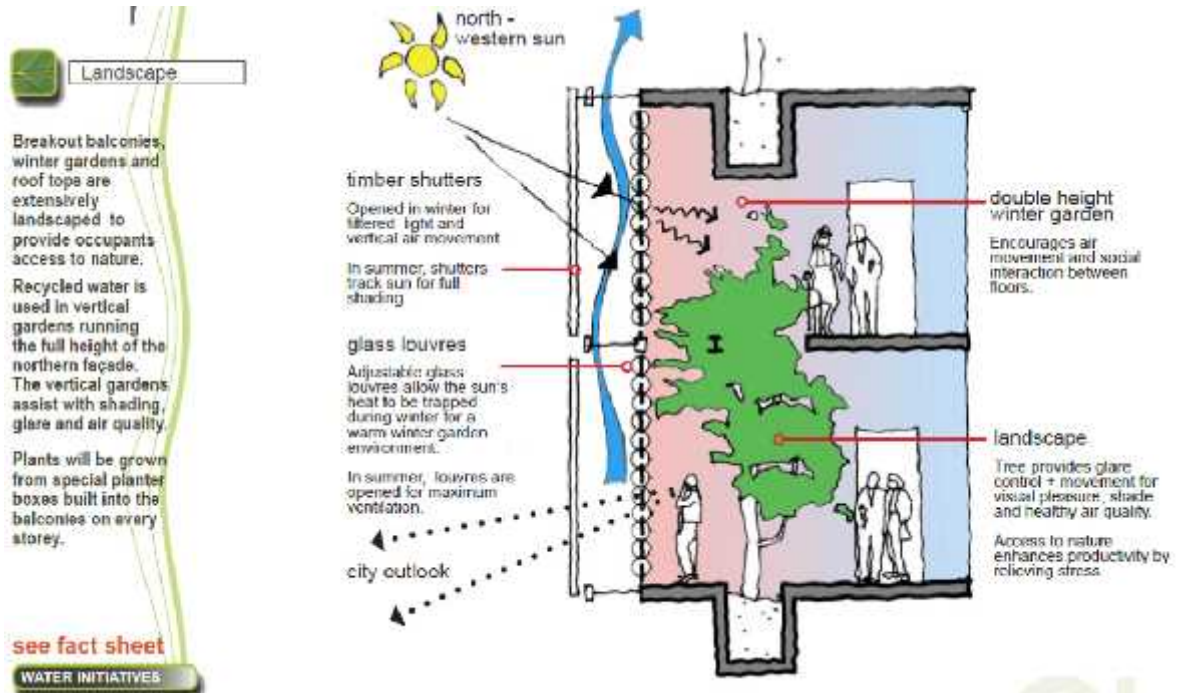 Landscape
Breakout balconies,
winter gardens and
roof tops are
extensively
landscaped to
provide occupants
access to nature.
Recycled water is
used in vertical
gardens running
the full height of the
northern façade.
The vertical gardens
assist with shading,
glare and air quality.
Plants will be grown
from special planter
boxes built into the
balconies on every
storey.
see fact sheet
WATER INITIATIVES
north -
western sun
timber shutters
Opened in winter for
filtered light and
vertical air movement
In summer, shutters
track sun for full
shading
glass louvres
Adjustable glass
louvres allow the sun's
heat to be trapped
during winter for a
warm winter garden
environment.
In summer, louvres are
opened for maximum
ventilation.
city outlook
double height
winter garden
Encourages air
movement and social
interaction between
floors.
landscape
Tree provides glare
control + movement for
visual pleasure, shade
and healthy air quality.
Access to nature
enhances productivity by
relieving stress